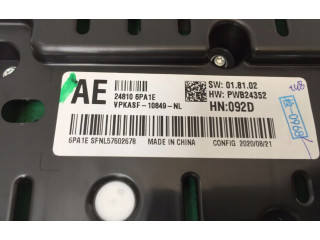 AE
24810 6PA1E
VPKASF-10849-NL
SW: 01.81.02
HW: PWB24352
HN:092D
6PA1E SFNL57602678
MADE IN CHINA
CONFIG 2020/08/21